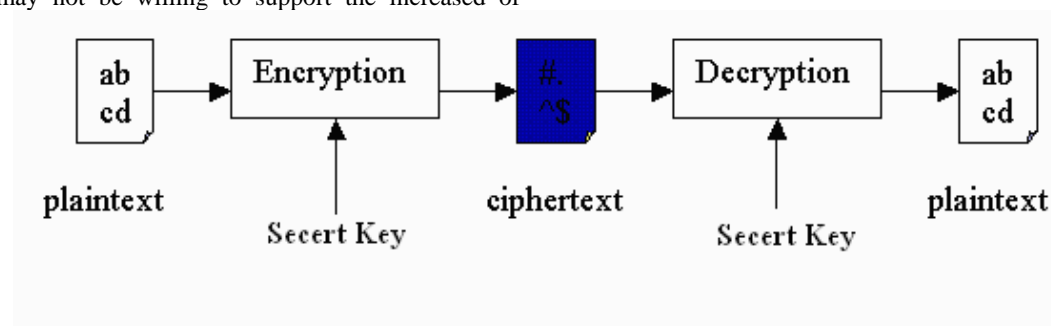 may not be willing to support the increased of
ab
cd
Encryption
#.
^$
Decryption
ab
cd
plaintext
ciphertext
plaintext
Secert Key
Secert Key